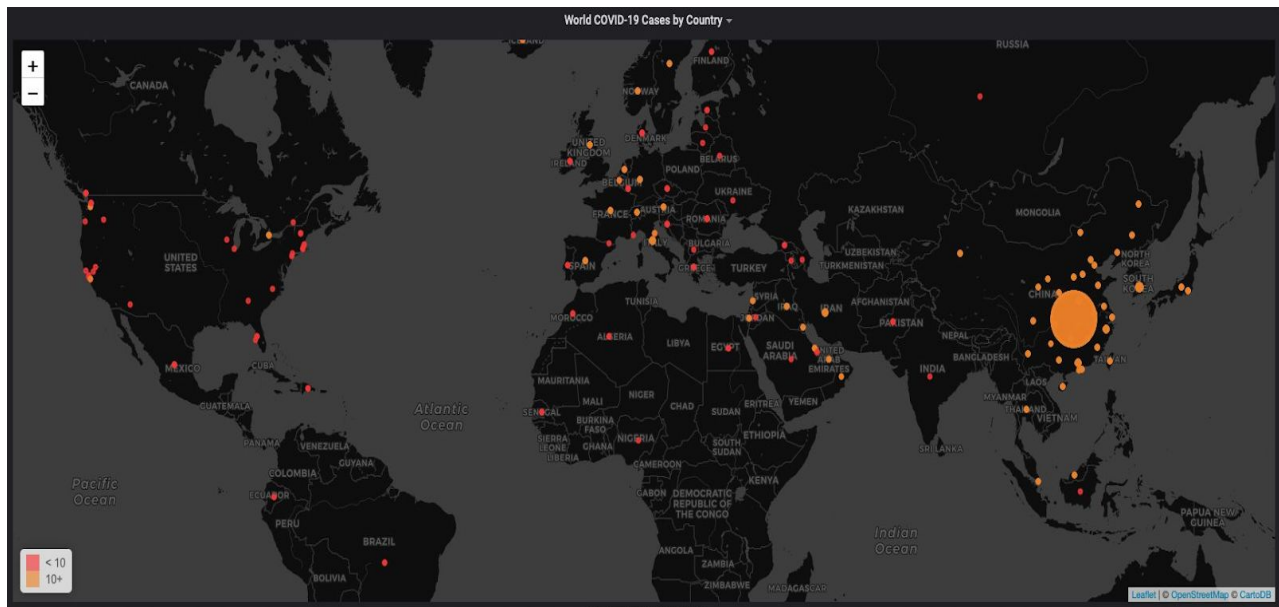 World COVID-19 Cases by Country
ICELAND
RUSSIA
+
−
CANADA
FINLAND
NORWAY
DENMARK
UNITED
KINGDOM
IRELAND
BELARUS
BELGIUM
POLAND
UKRAINE
FRANCE
AUSTRIA
ROMANIA
KAZAKHSTAN
MONGOLIA
ITALY
BULGARIA
UNITED
STATES
SPAIN
GREECE
TURKEY
UZBEKISTAN
TURKMENISTAN
NORTH
KOREA
SOUTH
KOREA
CHINA
TUNISIA
SYRIA
IRAQ
IRAN
AFGHANISTAN
MOROCCO
JORDAN
PAKISTAN
ALGERIA
LIBYA
EGYPT
SAUDI
ARABIA
UNITED
ARAB
EMIRATES
NEPAL
BANGLADESH
TAIWAN
MEXICO
CUBA
INDIA
MAURITANIA
LAOS
MYANMAR
GUATEMALA
MALI
NIGER
CHAD
SUDAN
ERITREA
YEMEN
THAILAND
VIETNAM
Atlantic
Ocean
SENEGAL
BURKINA
FASO
NIGERIA
SIERRA
LEONE
GHANA
LIBERIA
SOUTH
SUDAN
ETHIOPIA
PANAMA
VENEZUELA
GUYANA
SRI LANKA
COLOMBIA
CAMEROON
Pacific
Ocean
ECUADOR
KENYA
GABON
DEMOCRATIC
REPUBLIC OF
THE CONGO
PAPUA NEW
GUINEA
PERU
BRAZIL
Indian
Ocean
ANGOLA
ZAMBIA
BOLIVIA
ZIMBABWE
MADAGASCAR
< 10
10+
Leaflet | © OpenStreetMap © CartoDB